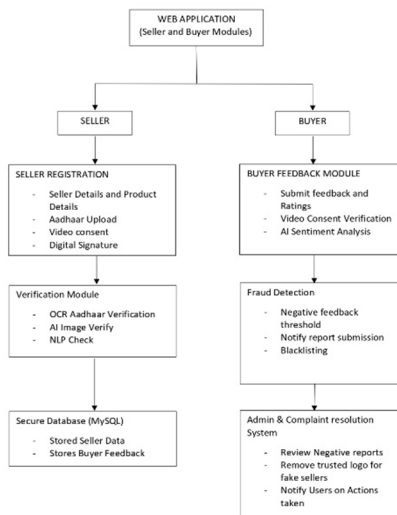 WEB APPLICATION
(Seller and Buyer Modules)
SELLER
BUYER
SELLER REGISTRATION
- Seller Details and Product
Details
- Aadhaar Upload
- Video consent
- Digital Signature
BUYER FEEDBACK MODULE
- Submit feedback and
Ratings
- Video Consent Verification
- AI Sentiment Analysis
Verification Module
- OCR Aadhaar Verification
- AI Image Verify
- NLP Check
Fraud Detection
- Negative feedback
threshold
- Notify report submission
- Blacklisting
Secure Database (MySQL)
- Stored Seller Data
- Stores Buyer Feedback
Admin & Complaint resolution
System
- Review Negative reports
- Remove trusted logo for
fake sellers
- Notify Users on Actions
taken